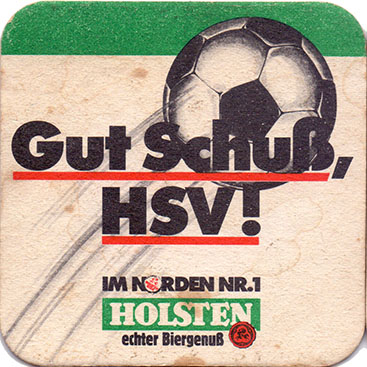 Gut Schuß,
HSV!
IM NORDEN NR.1
HOLSTEN
echter Biergenuß